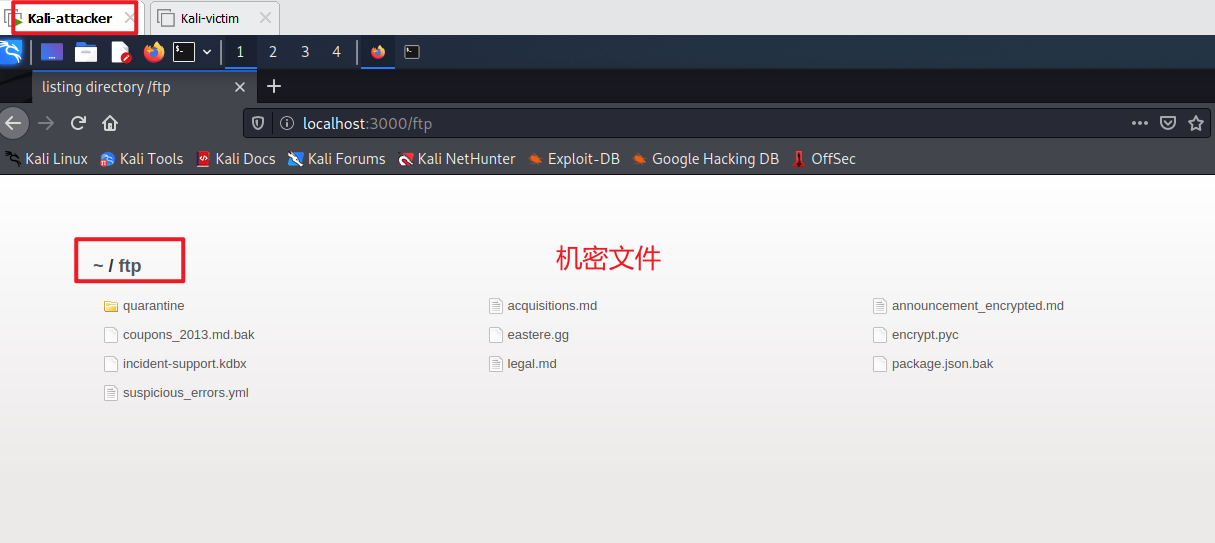 Kali-attacker Kali-victim
1 2 3 4
listing directory /ftp
localhost:3000/ftp
Kali Linux Kali Tools Kali Docs Kali Forums Kali NetHunter Exploit-DB Google Hacking DB OffSec
机密文件
~ / ftp
quarantine acquisitions.md announcement_encrypted.md
coupons_2013.md.bak eastere.gg encrypt.pyc
incident-support.kdbx legal.md package.json.bak
suspicious_errors.yml